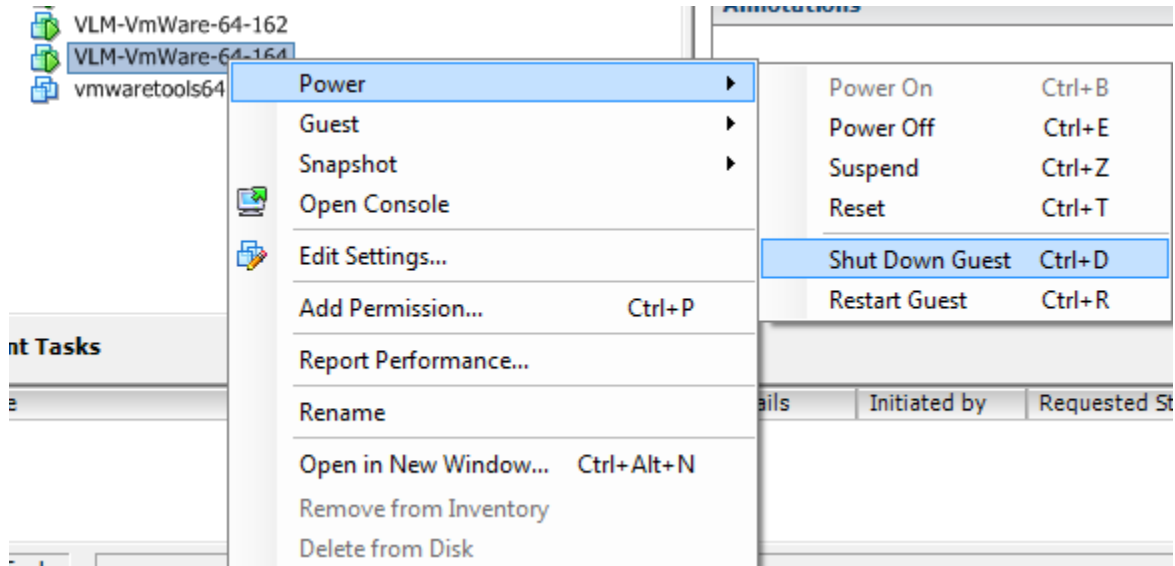 Annotations
VLM-VmWare-64-162
VLM-VmWare-64-164
vmwaretools64
Power
Guest
Snapshot
Open Console
Edit Settings...
Add Permission... Ctrl+P
Report Performance...
Rename
Open in New Window... Ctrl+Alt+N
Remove from Inventory
Delete from Disk
Power On Ctrl+B
Power Off Ctrl+E
Suspend Ctrl+Z
Reset Ctrl+T
Shut Down Guest Ctrl+D
Restart Guest Ctrl+R
nt Tasks
e
ails Initiated by Requested St